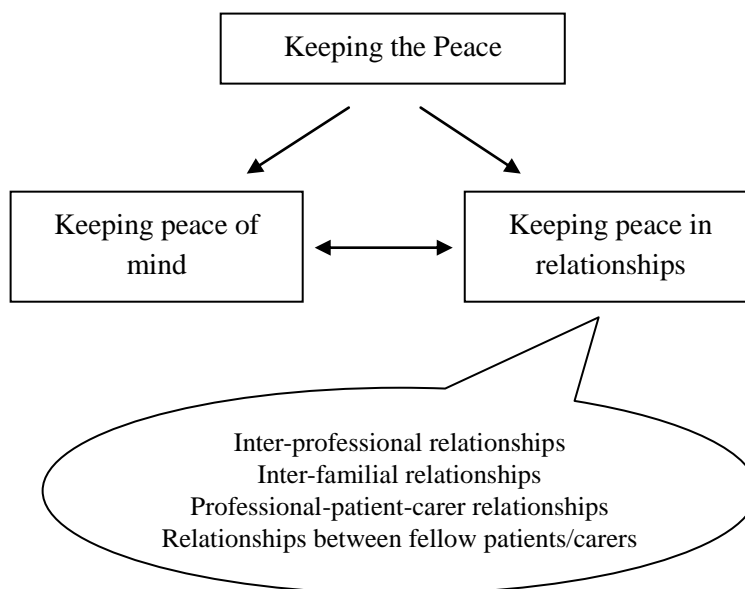 Keeping the Peace
Keeping peace of
mind
Keeping peace in
relationships
Inter-professional relationships
Inter-familial relationships
Professional-patient-carer relationships
Relationships between fellow patients/carers